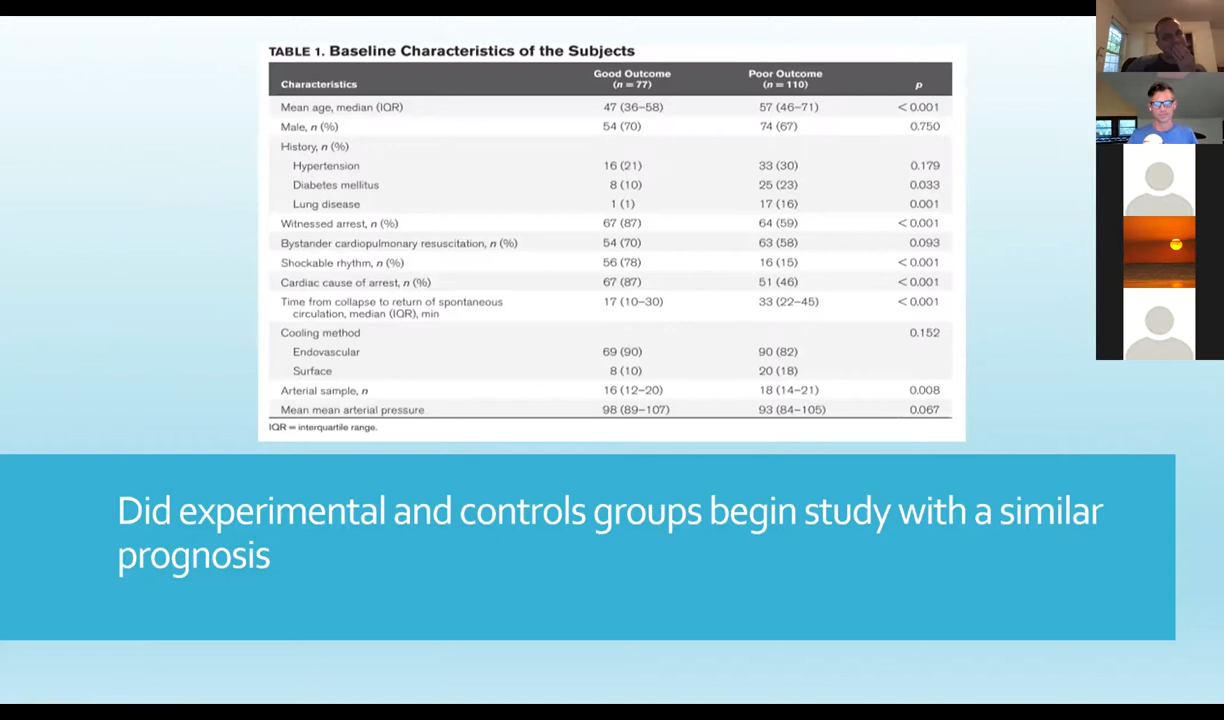 TABLE 1. Baseline Characteristics of the Subjects
Characteristics Good Outcome (n = 77) Poor Outcome (n = 110) p
Mean age, median (IQR) 47 (36–58) 57 (46–71) < 0.001
Male, n (%) 54 (70) 74 (67) 0.750
History, n (%)
Hypertension 16 (21) 33 (30) 0.179
Diabetes mellitus 8 (10) 25 (23) 0.033
Lung disease 1 (1) 17 (16) 0.001
Witnessed arrest, n (%) 67 (87) 64 (59) < 0.001
Bystander cardiopulmonary resuscitation, n (%) 54 (70) 63 (58) 0.093
Shockable rhythm, n (%) 56 (78) 16 (15) < 0.001
Cardiac cause of arrest, n (%) 67 (87) 51 (46) < 0.001
Time from collapse to return of spontaneous 17 (10–30) 33 (22–45) < 0.001
circulation, median (IQR), min
Cooling method 0.152
Endovascular 69 (90) 90 (82)
Surface 8 (10) 20 (18)
Arterial sample, n 16 (12–20) 18 (14–21) 0.008
Mean mean arterial pressure 98 (89–107) 93 (84–105) 0.067
IQR = interquartile range.
Did experimental and controls groups begin study with a similar
prognosis